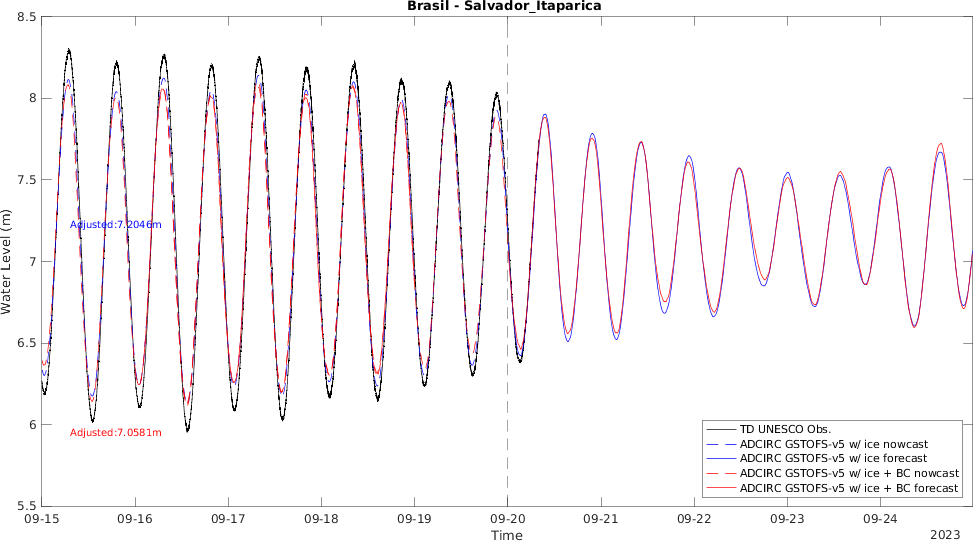 Brasil - Salvador_Itaparica
8.5
8
7.5
7
6.5
6
5.5
Water Level (m)
Adjusted:7.2046m
Adjusted:7.0581m
TD UNESCO Obs.
ADCIRC GSTOFS-v5 w/ ice nowcast
ADCIRC GSTOFS-v5 w/ ice forecast
ADCIRC GSTOFS-v5 w/ ice + BC nowcast
ADCIRC GSTOFS-v5 w/ ice + BC forecast
09-15 09-16 09-17 09-18 09-19 09-20 09-21 09-22 09-23 09-24
Time
2023